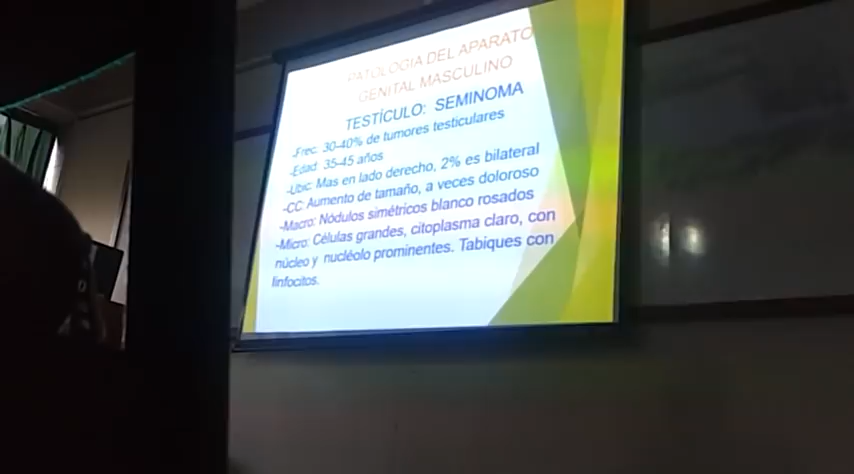 PATOLOGIA DEL APARATO
GENITAL MASCULINO
TESTÍCULO: SEMINOMA
-Frec: 30-40% de tumores testiculares
-Edad: 35-45 años
-Ubic: Mas en lado derecho, 2% es bilateral
-CC: Aumento de tamaño, a veces doloroso
-Macro: Nódulos simétricos blanco rosados
-Micro: Células grandes, citoplasma claro, con
núcleo y nucléolo prominentes. Tabiques con
linfocitos.